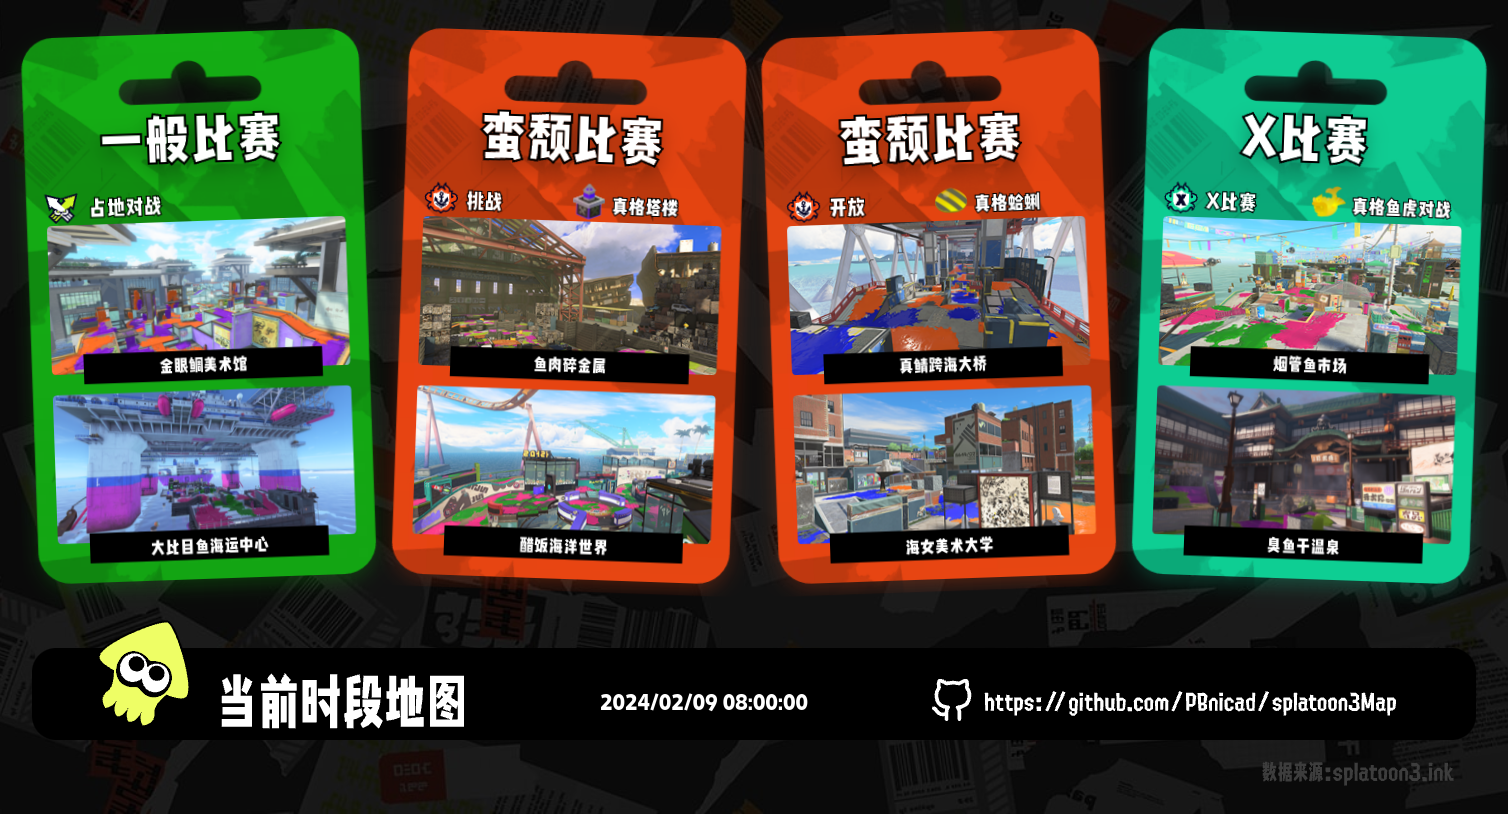 一般比赛
占地对战
金眼鲷美术馆
大比目鱼海运中心
蛮颓比赛
挑战
真格塔楼
鱼肉碎金属
醋饭海洋世界
蛮颓比赛
开放
真格蛤蜊
真鲭跨海大桥
海女美术大学
X比赛
X比赛
真格鱼虎对战
烟管鱼市场
臭鱼干温泉
当前时段地图
2024/02/09 08:00:00
https://github.com/PBnicad/splatoon3Map
数据来源:splatoon3.ink